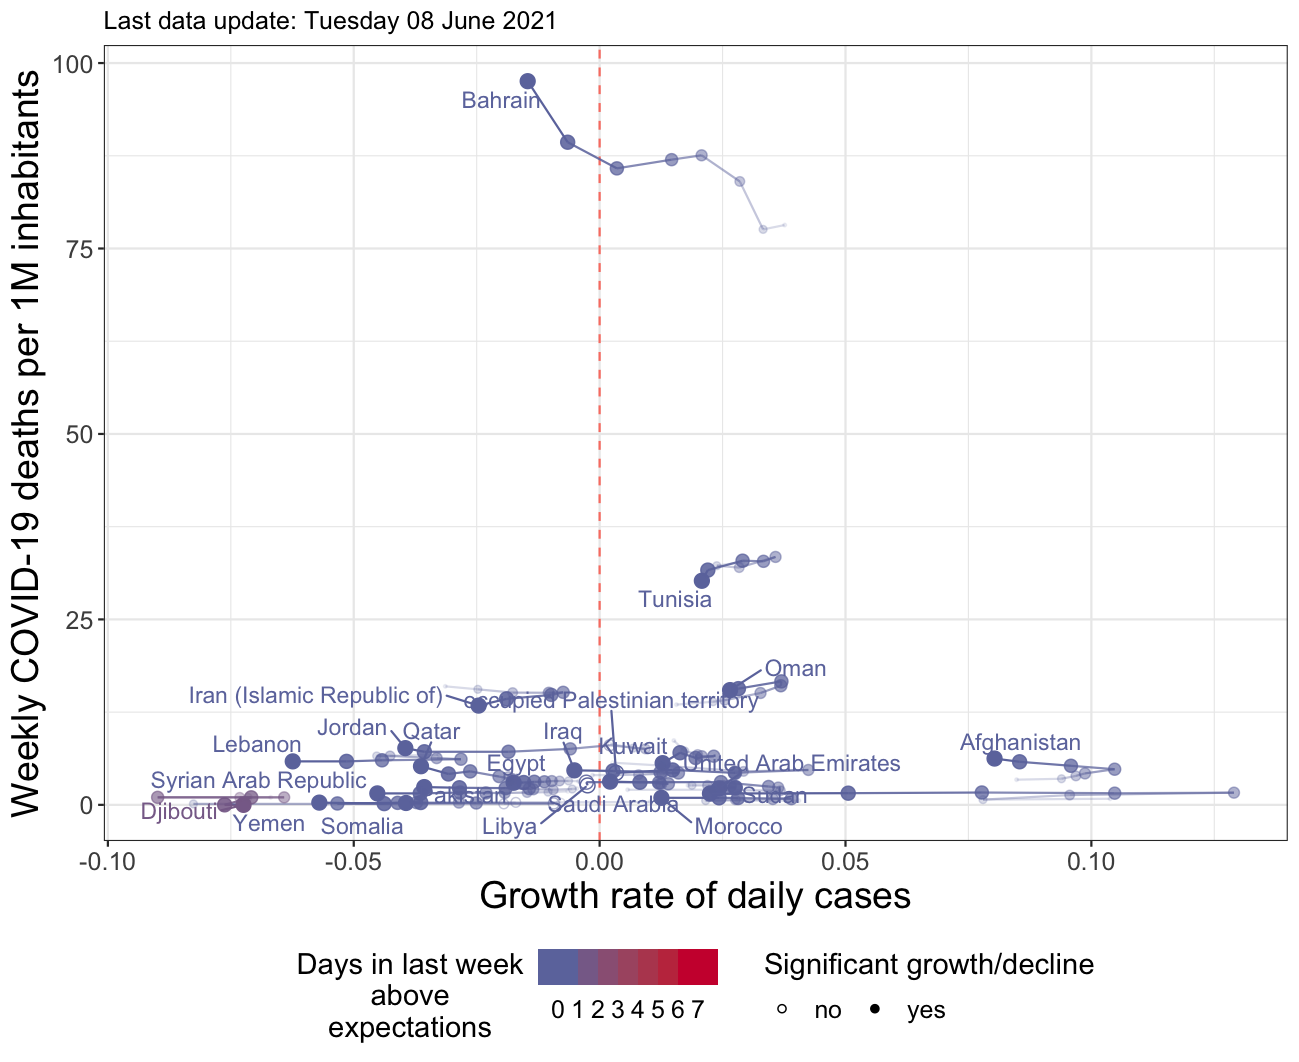 Last data update: Tuesday 08 June 2021
Weekly COVID-19 deaths per 1M inhabitants
100
75
50
25
0
Bahrain
Tunisia
Oman
Iran (Islamic Republic of)
occupied Palestinian territory
Jordan
Qatar
Iraq
Lebanon
Kuwait
Afghanistan
Egypt
United Arab Emirates
Syrian Arab Republic
Sudan
Saudi Arabia
Djibouti
Yemen
Somalia
Libya
Morocco
-0.10
-0.05
0.00
0.05
0.10
Growth rate of daily cases
Days in last week
above
expectations
0 1 2 3 4 5 6 7
Significant growth/decline
no
yes